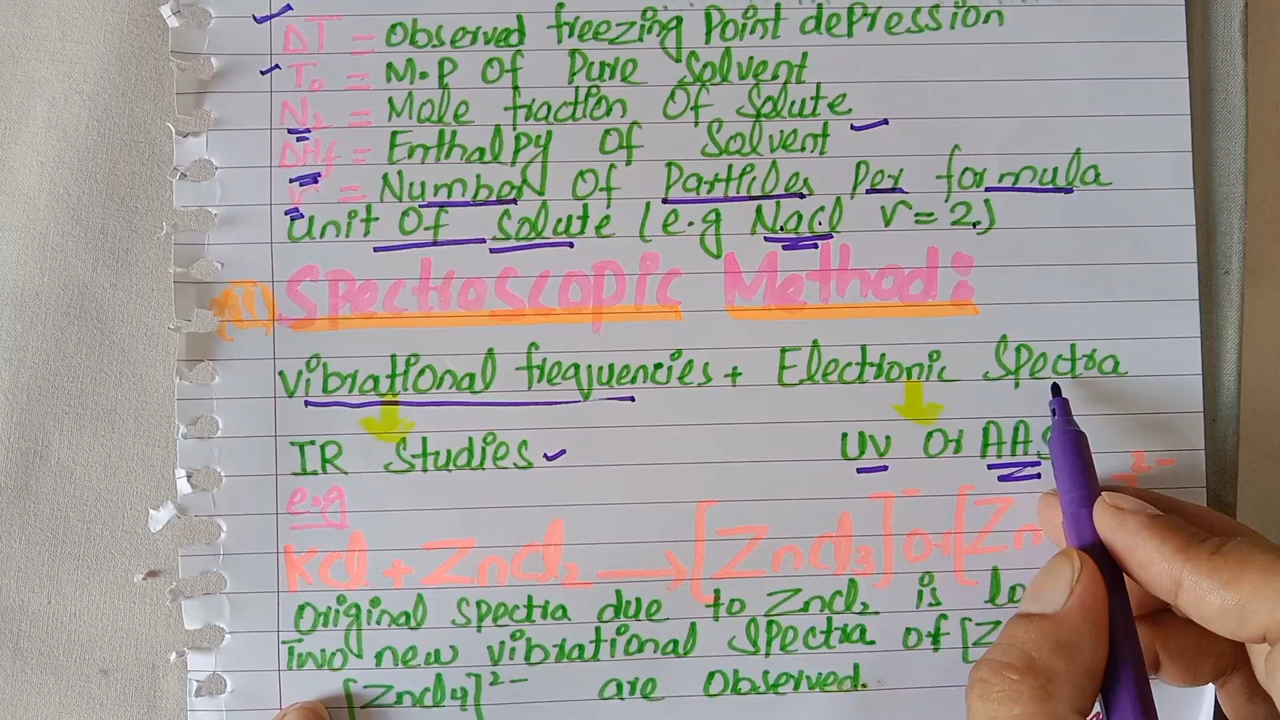 ΔT = Observed freezing Point depression
T₀ = M.P Of Pure Solvent
N₂ = Mole fraction Of Solute
ΔHf = Enthalpy Of Solvent
r = Number Of Particles Per formula
Unit Of Solute (e.g NaCl r = 2.)
(III) Spectroscopic Method:
Vibrational frequencies + Electronic Spectra
IR Studies
UV Or AAS
e.g
KCl + ZnCl₂ → [ZnCl₃]⁻ Or [Zn ²⁻
Original Spectra due to ZnCl₂ is
Two new vibrational Spectra of
[ZnCl₄]²⁻ are Observed.